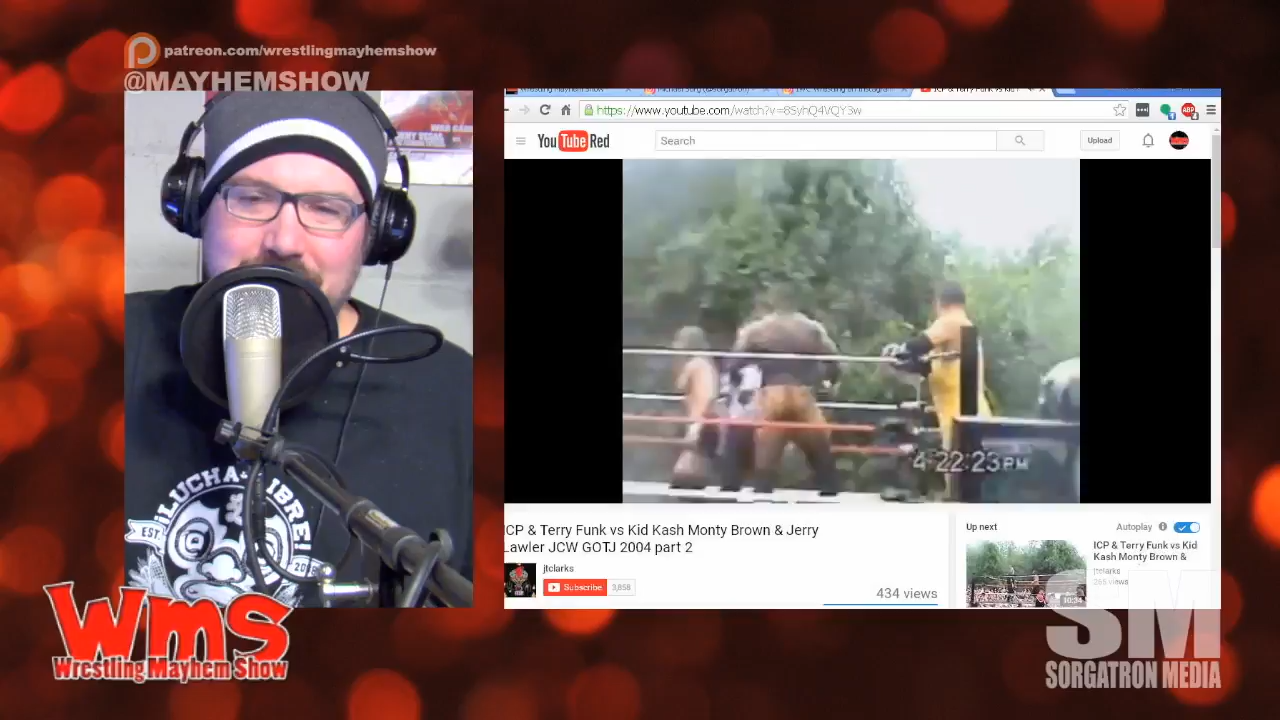 patreon.com/wrestlingmayhemshow
@MAYHEMSHOW
https://www.youtube.com/watch?v=8SyhQ4VQY3w
YouTube Red
Search
Upload
4:22:23PM
¡LUCHA LIBRE!
EST.
ICP & Terry Funk vs Kid Kash Monty Brown & Jerry
Lawler JCW GOTJ 2004 part 2
jtclarks
Subscribe 3,858
434 views
Up next
Autoplay
ICP & Terry Funk vs Kid
Kash Monty Brown &
jtclarks
10:34
wms
Wrestling Mayhem Show
SM
SORGATRON MEDIA